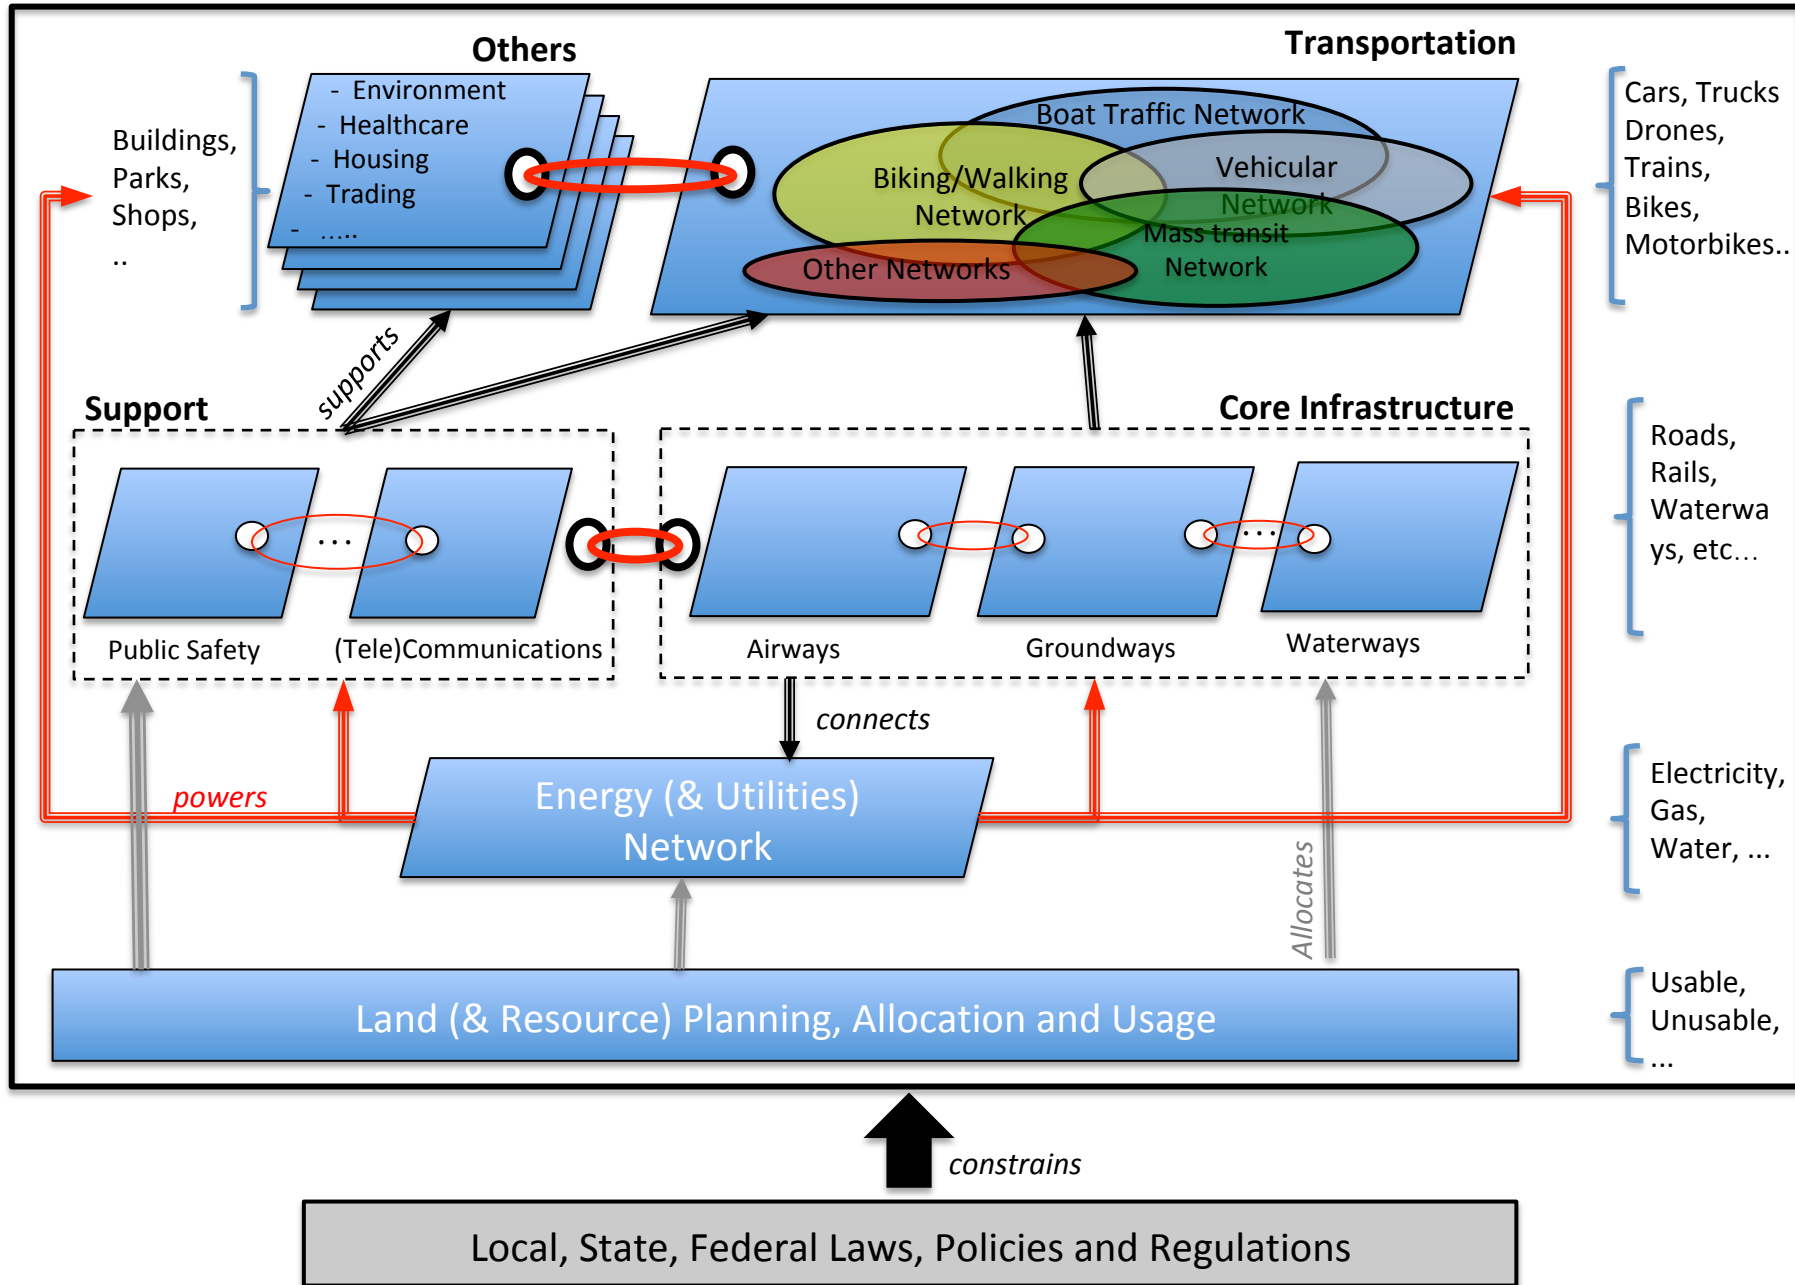 Others
Transportation
- Environment
- Healthcare
- Housing
- Trading
- .....
Buildings,
Parks,
Shops,
..
Boat Traffic Network
Biking/Walking
Network
Vehicular
Network
Mass transit
Network
Other Networks
Cars, Trucks
Drones,
Trains,
Bikes,
Motorbikes..
supports
Support
Core Infrastructure
...
...
Public Safety
(Tele)Communications
Airways
Groundways
Waterways
Roads,
Rails,
Waterwa
ys, etc...
connects
powers
Energy (& Utilities)
Network
Allocates
Electricity,
Gas,
Water, ...
Land (& Resource) Planning, Allocation and Usage
Usable,
Unusable,
...
constrains
Local, State, Federal Laws, Policies and Regulations